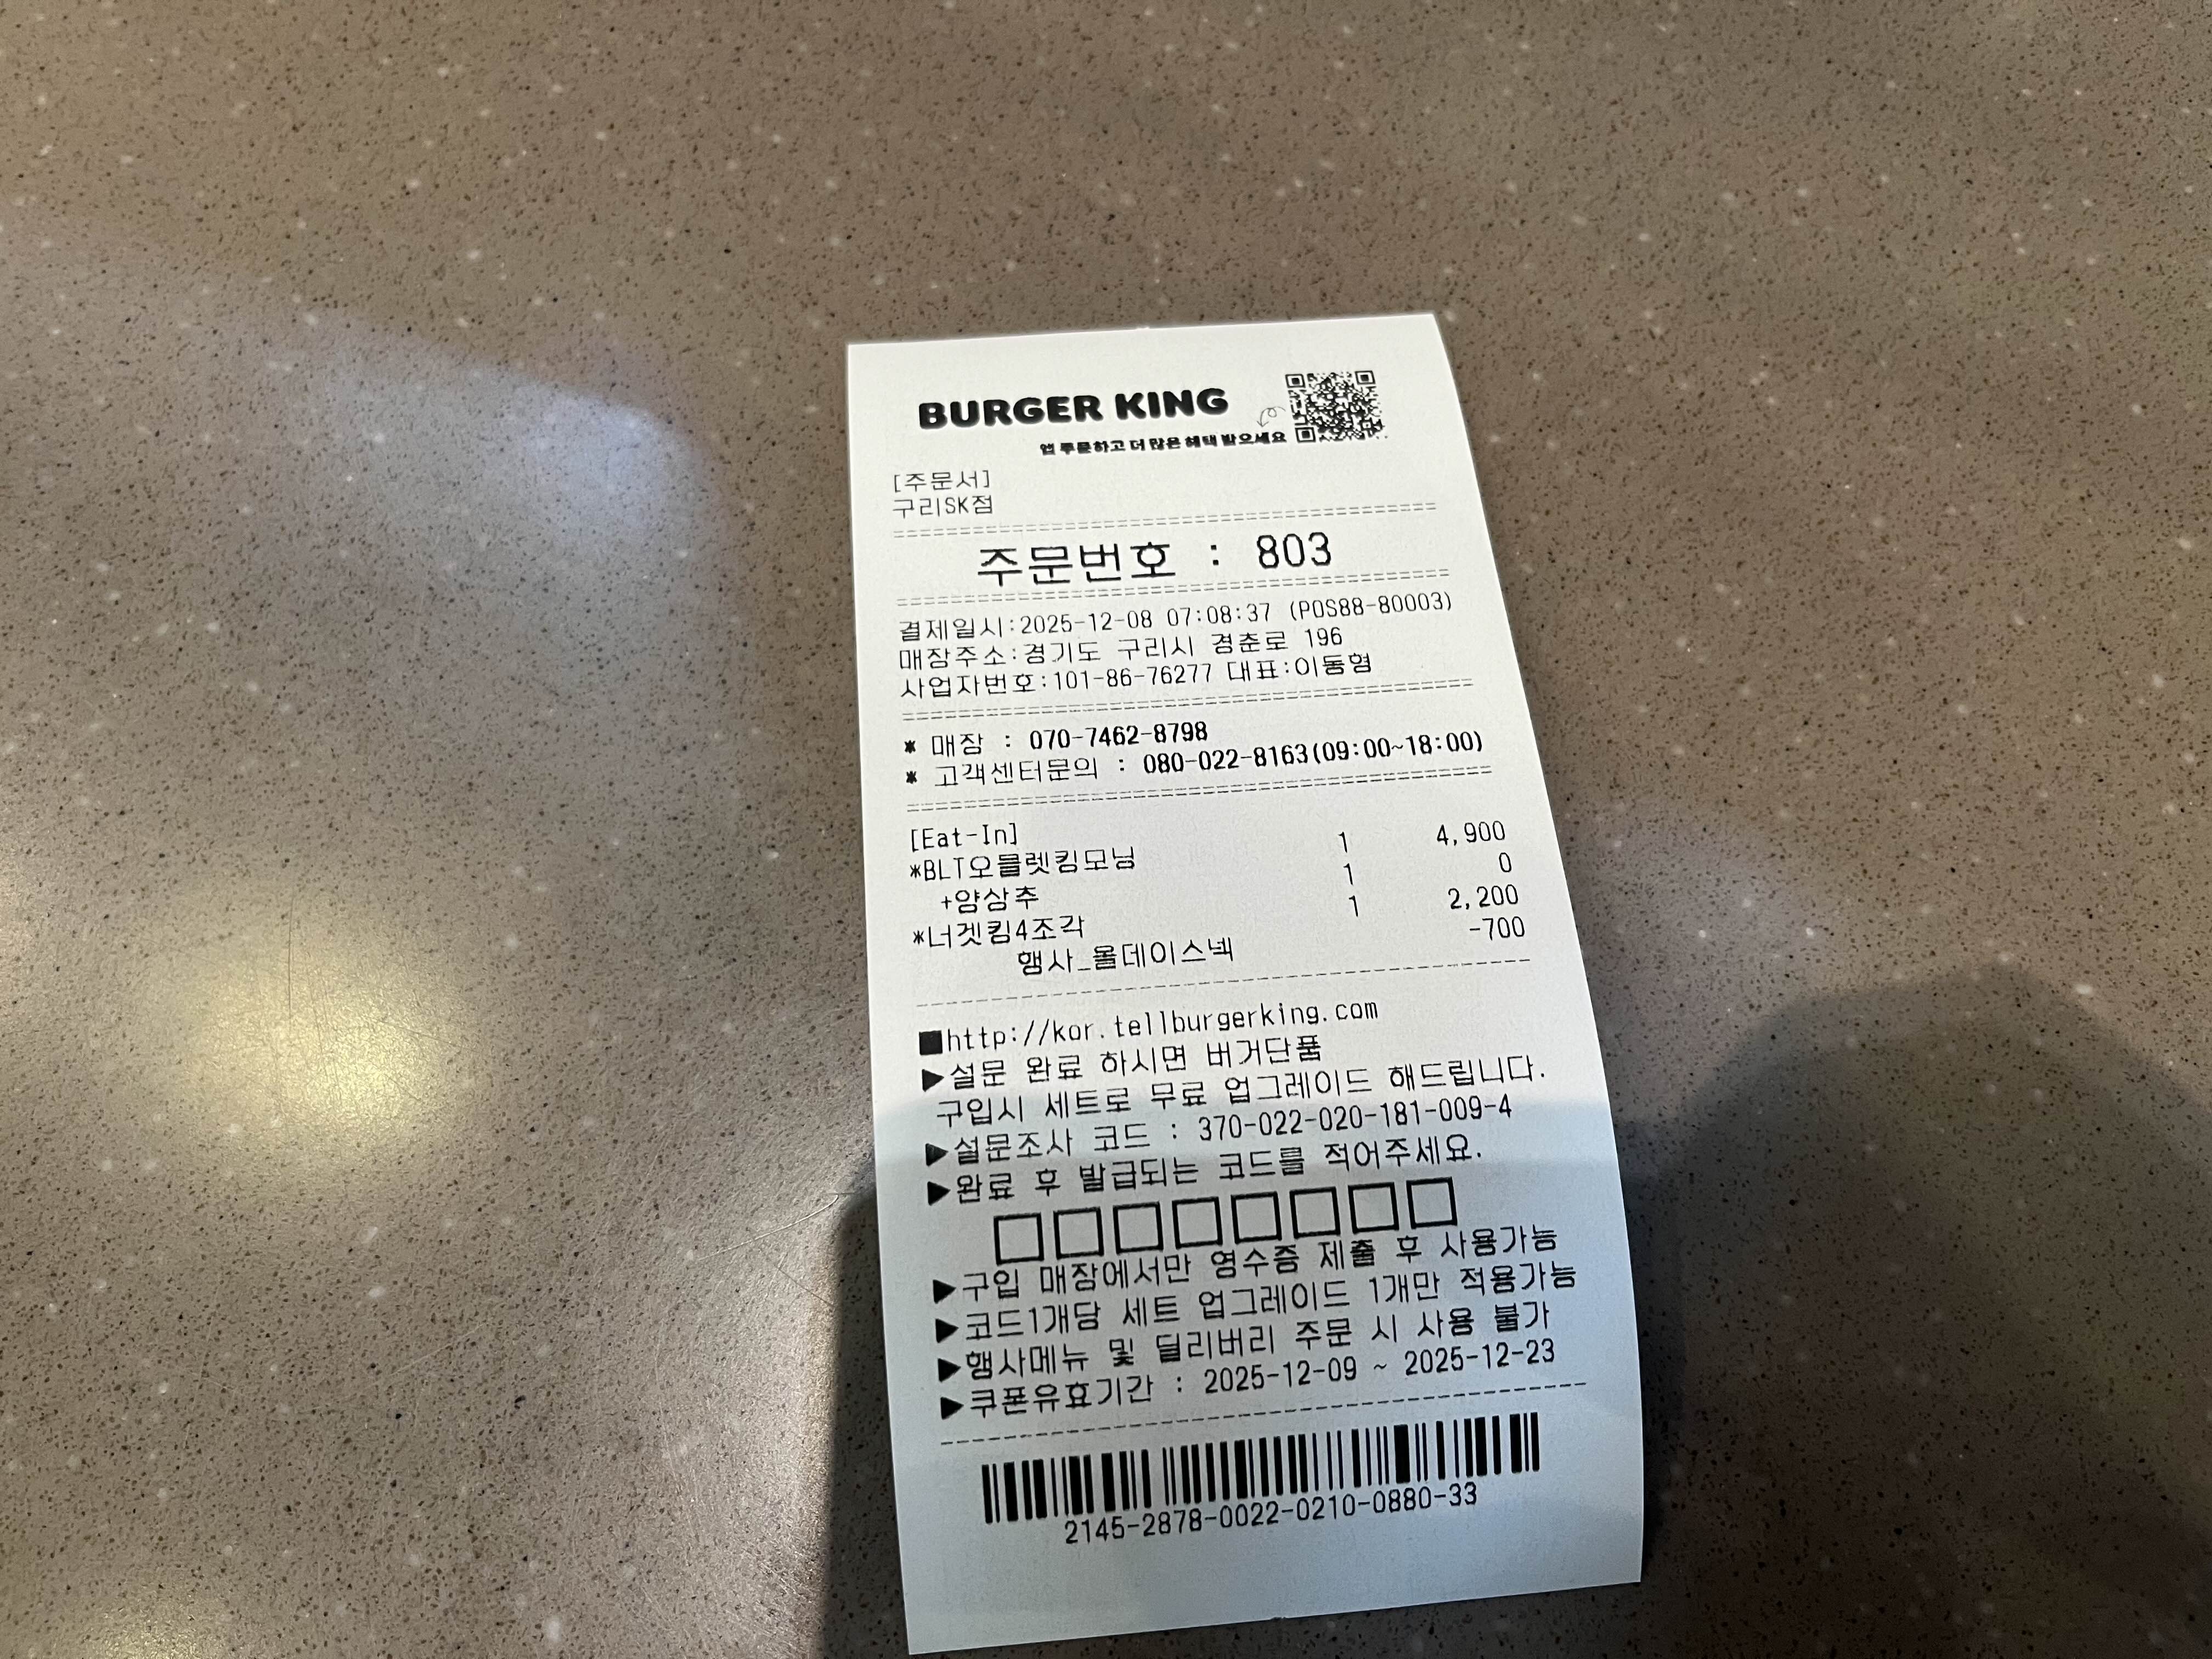 BURGER KING
앱 주문하고 더 많은 혜택 받으세요
[주문서]
구리SK점
주문번호 : 803
결제일시:2025-12-08 07:08:37 (POS88-80003)
매장주소:경기도 구리시 경춘로 196
사업자번호:101-86-76277 대표:이동형
* 매장 : 070-7462-8798
* 고객센터문의 : 080-022-8163(09:00~18:00)
[Eat-In]
*BLT오믈렛킹모닝 1 4,900
+양상추 1 0
*너겟킹4조각 1 2,200
행사_올데이스낵 -700
■http://kor.tellburgerking.com
▶설문 완료 하시면 버거단품
구입시 세트로 무료 업그레이드 해드립니다.
▶설문조사 코드 : 370-022-020-181-009-4
▶완료 후 발급되는 코드를 적어주세요.
□□□□□□□□
▶구입 매장에서만 영수증 제출 후 사용가능
▶코드1개당 세트 업그레이드 1개만 적용가능
▶행사메뉴 및 딜리버리 주문 시 사용 불가
▶쿠폰유효기간 : 2025-12-09 ~ 2025-12-23
2145-2878-0022-0210-0880-33